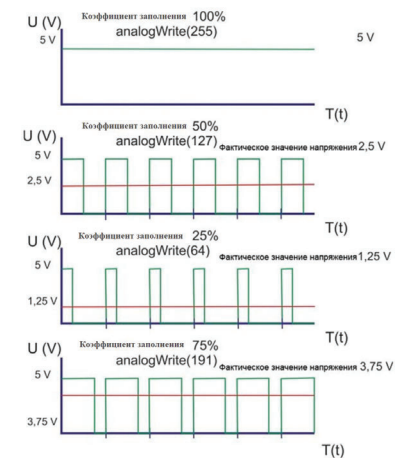 U (V)
Коэффициент заполнения 100%
analogWrite(255)
5 V
5 V
T(t)
Коэффициент заполнения 50%
U (V)
analogWrite(127)
Фактическое значение напряжения 2,5 V
5 V
2,5 V
T(t)
Коэффициент заполнения 25%
U (V)
analogWrite(64)
Фактическое значение напряжения 1,25 V
5 V
1,25 V
T(t)
Коэффициент заполнения 75%
U (V)
analogWrite(191)
Фактическое значение напряжения 3,75 V
5 V
3,75 V
T(t)